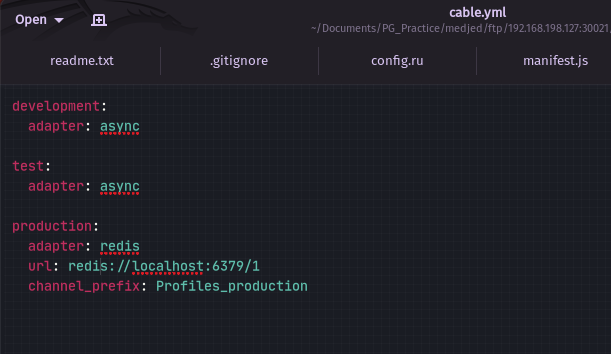 Open
cable.yml
~/Documents/PG_Practice/medjed/ftp/192.168.198.127:30021/
readme.txt
.gitignore
config.ru
manifest.js
development:
  adapter: async
test:
  adapter: async
production:
  adapter: redis
  url: redis://localhost:6379/1
  channel_prefix: Profiles_production